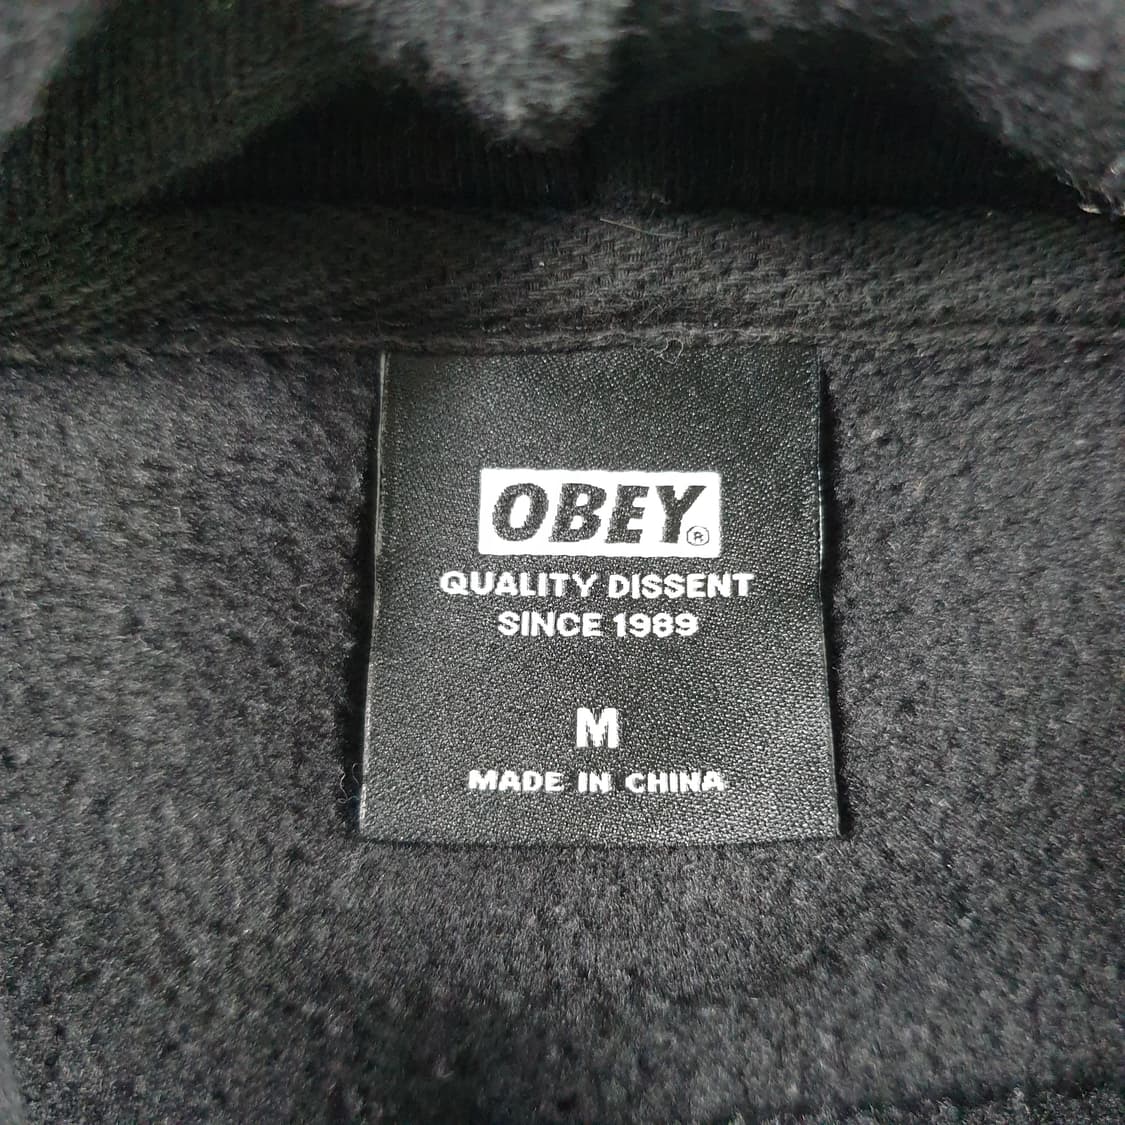 OBEY®
QUALITY DISSENT
SINCE 1989
M
MADE IN CHINA